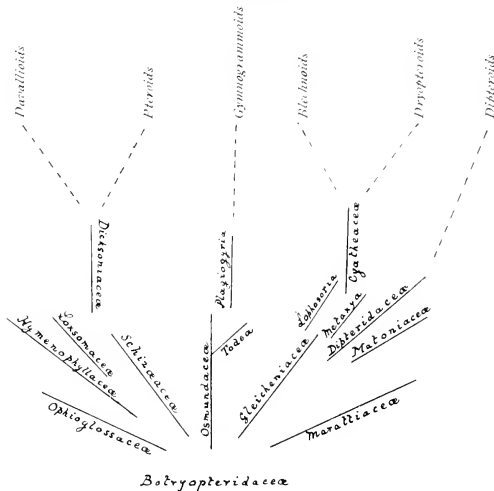 Davallioids
Pteroids
Gymnogrammoids
Blechnoids
Dryopteroids
Dipteroids
Dicksoniaceæ
Plagiogyria
Cyatheaceæ
Lophosoria
Metaxya
Dipteridaceæ
Matoniaceæ
Loxsomaceæ
Hymenophyllaceæ
Schizæaceæ
Osmundaceæ
Todea
Gleicheniaceæ
Ophioglossaceæ
Marattiaceæ
Botryopteridaceæ